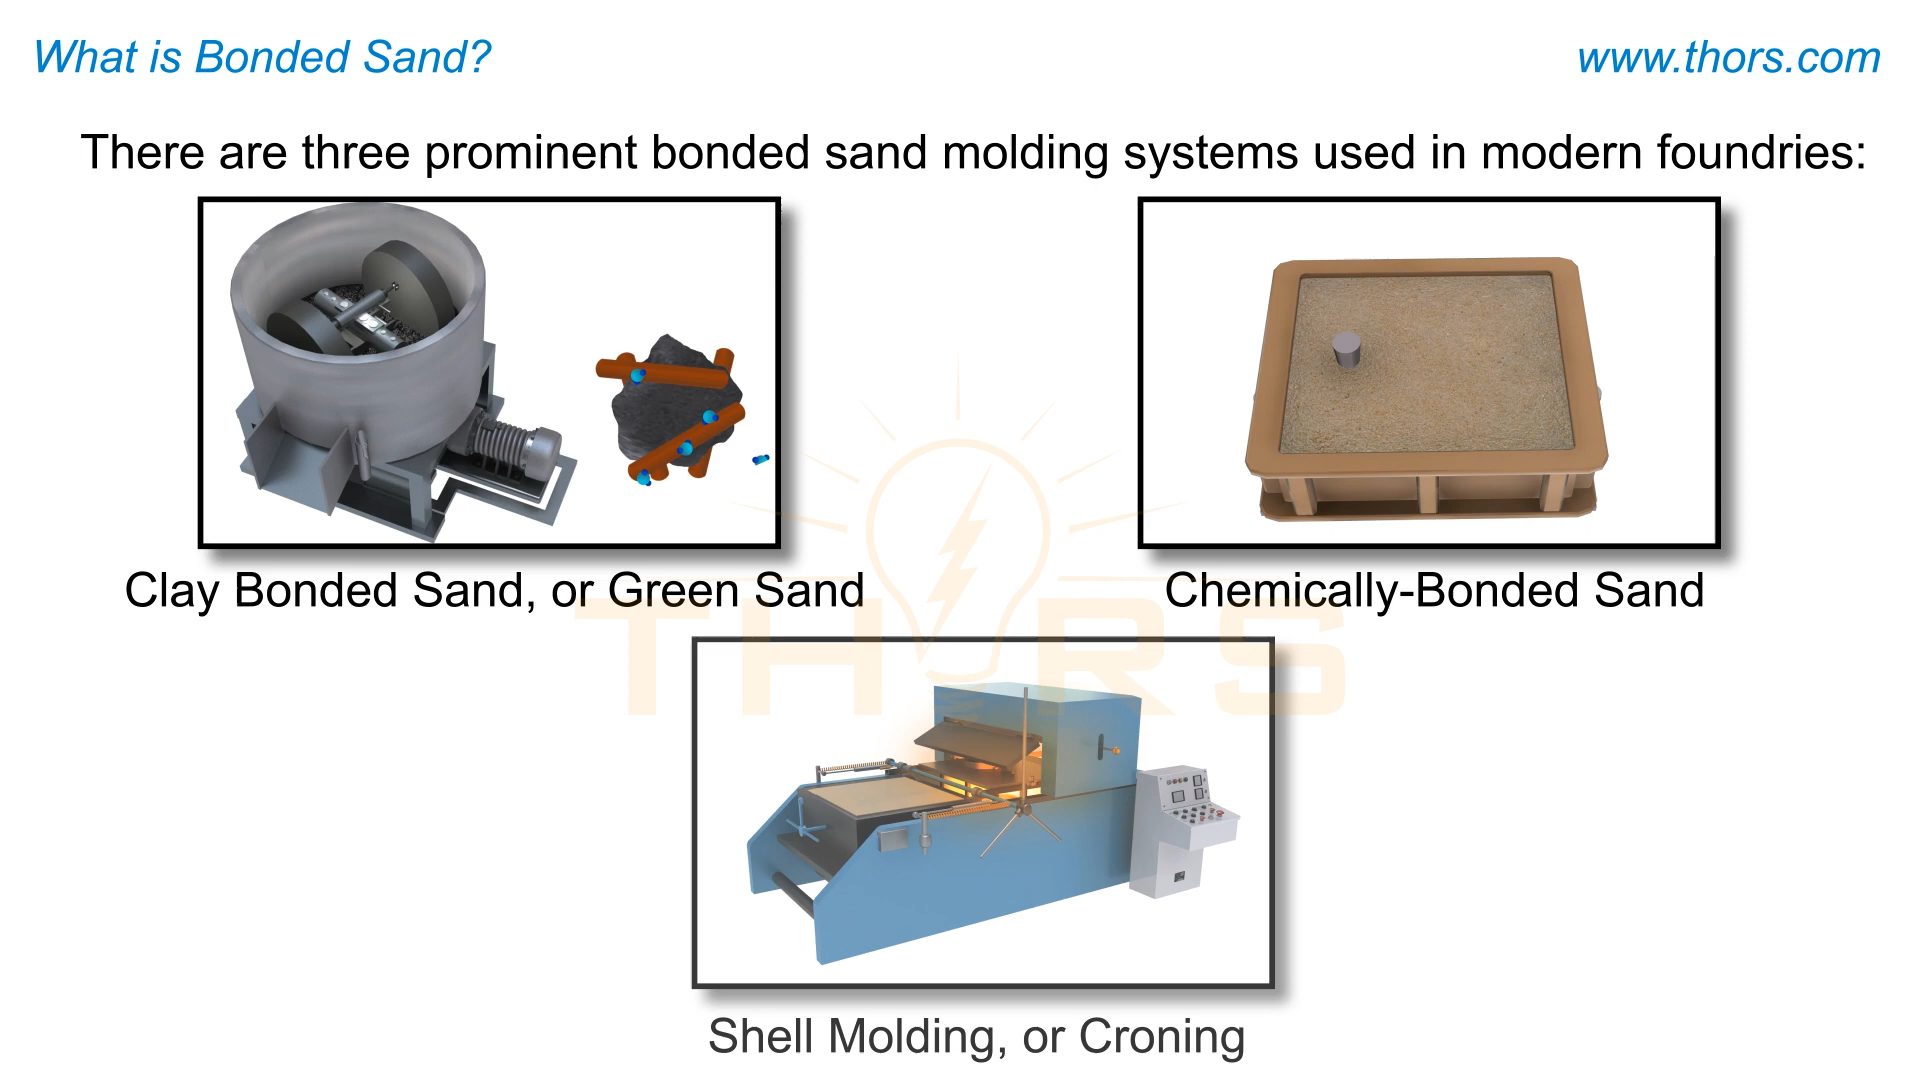 What is Bonded Sand?
www.thors.com
There are three prominent bonded sand molding systems used in modern foundries:
Clay Bonded Sand, or Green Sand
Chemically-Bonded Sand
THORS
Shell Molding, or Croning